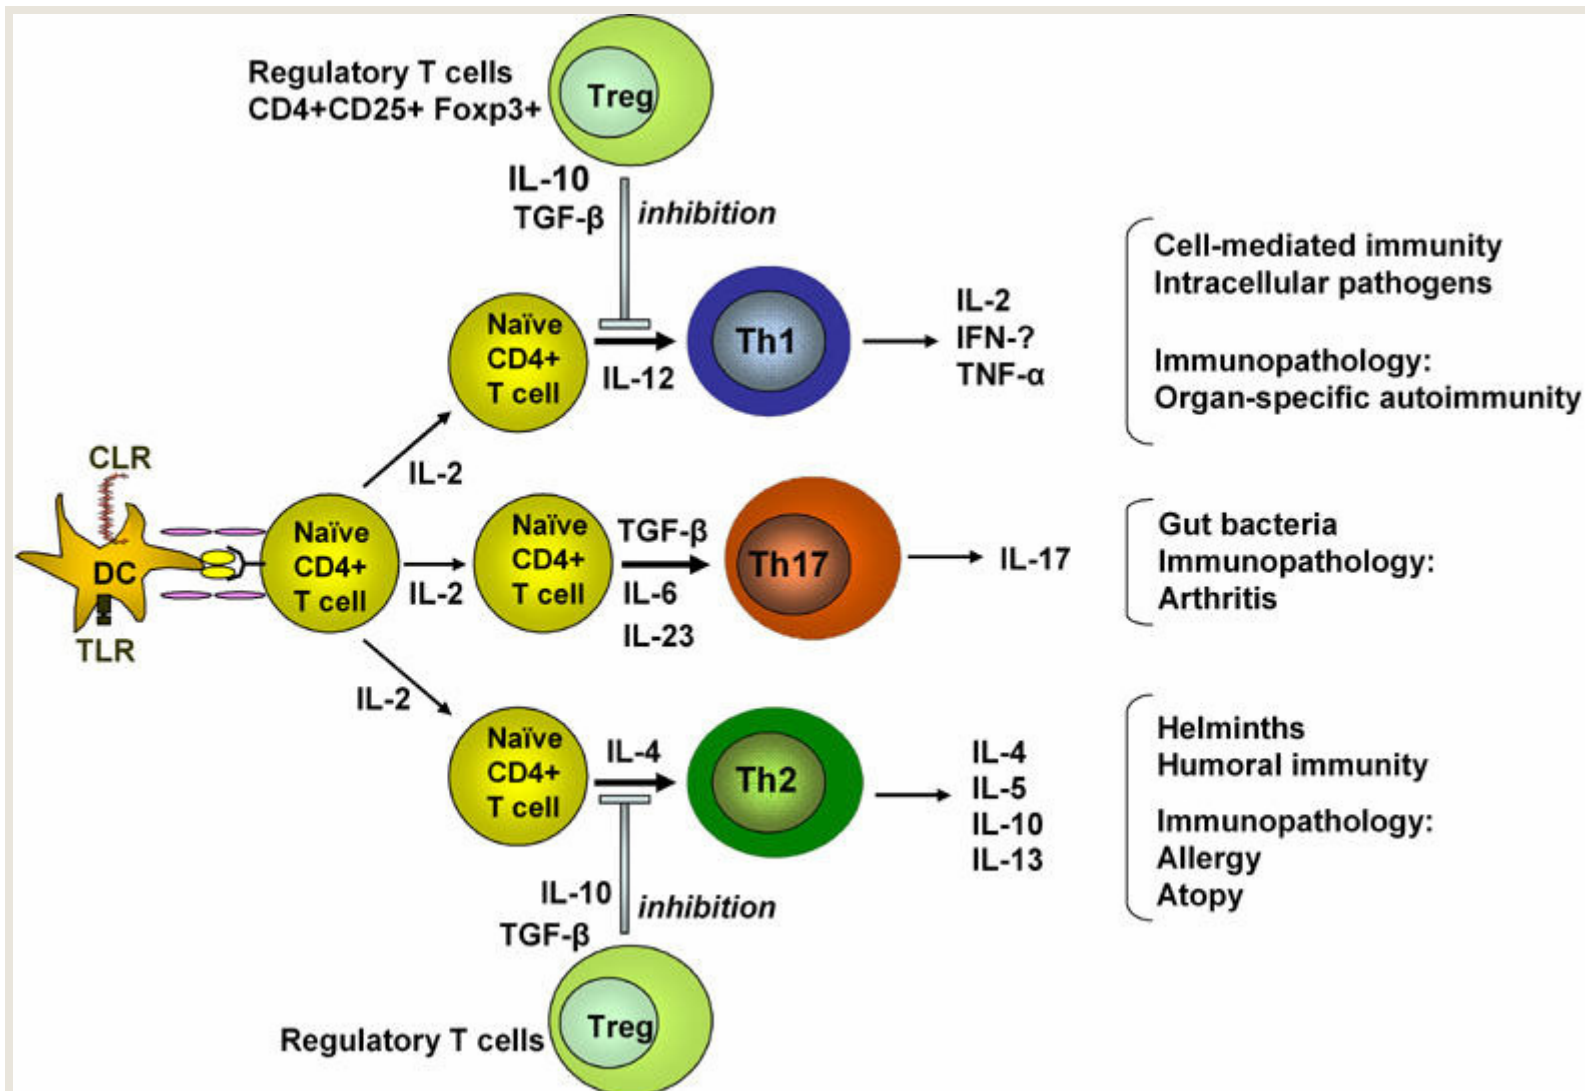 Regulatory T cells
CD4+CD25+ Foxp3+
Treg
IL-10
TGF-β
inhibition
Naïve
CD4+
T cell
IL-12
Th1
IL-2
IFN-?
TNF-α
Cell-mediated immunity
Intracellular pathogens
Immunopathology:
Organ-specific autoimmunity
IL-2
CLR
DC
TLR
Naïve
CD4+
T cell
IL-2
Naïve
CD4+
T cell
TGF-β
IL-6
IL-23
Th17
IL-17
Gut bacteria
Immunopathology:
Arthritis
IL-2
Naïve
CD4+
T cell
IL-4
Th2
IL-4
IL-5
IL-10
IL-13
Helminths
Humoral immunity
Immunopathology:
Allergy
Atopy
IL-10
TGF-β
inhibition
Regulatory T cells
Treg